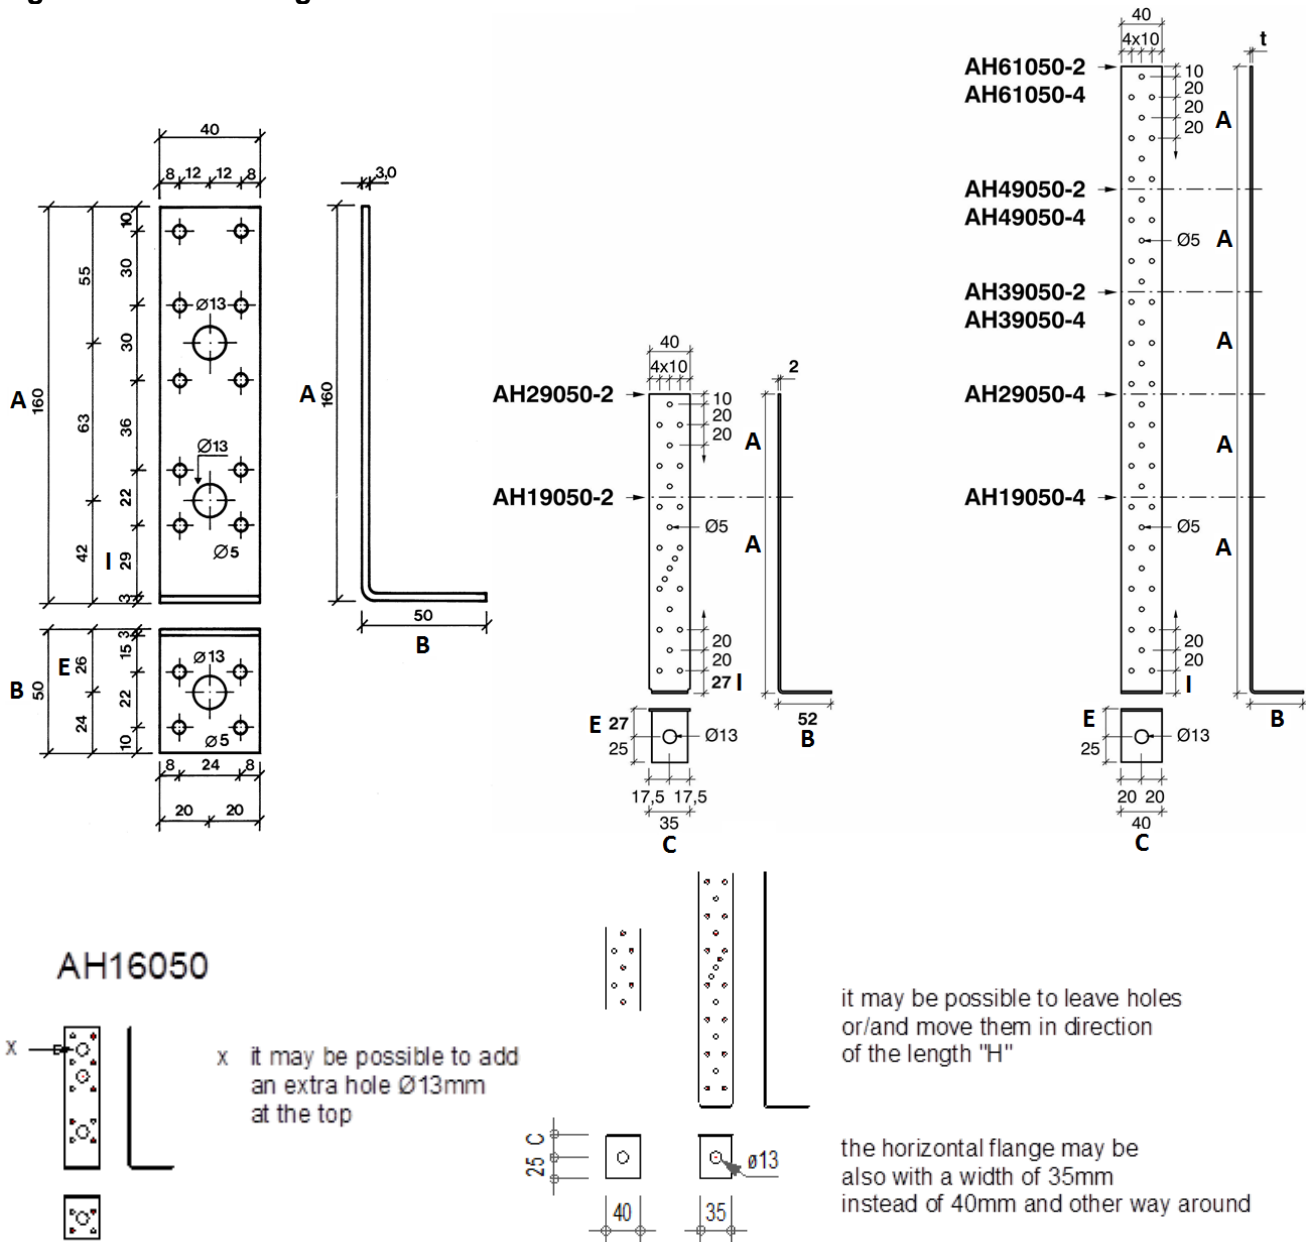 40
8 12 12 8
10
30
30
36
22
29
3
55
63
42
I
A 160
Ø13
Ø13
Ø5
3,0
A 160
50
B
B 50
E 26
24
3
15
22
10
Ø13
Ø5
8 24 8
20 20
40
4x10
2
AH29050-2
10
20
20
A
AH19050-2
Ø5
A
20
20
27 I
52
B
E 27
25
Ø13
17,5 17,5
35
C
40
4x10
t
AH61050-2
AH61050-4
10
20
20
20
A
AH49050-2
AH49050-4
Ø5
A
AH39050-2
AH39050-4
A
AH29050-4
A
AH19050-4
Ø5
A
20
20
I
B
E
25
Ø13
20 20
40
C
AH16050
x
x it may be possible to add
an extra hole Ø13mm
at the top
it may be possible to leave holes
or/and move them in direction
of the length "H"
C
25
ø13
40
35
the horizontal flange may be
also with a width of 35mm
instead of 40mm and other way around